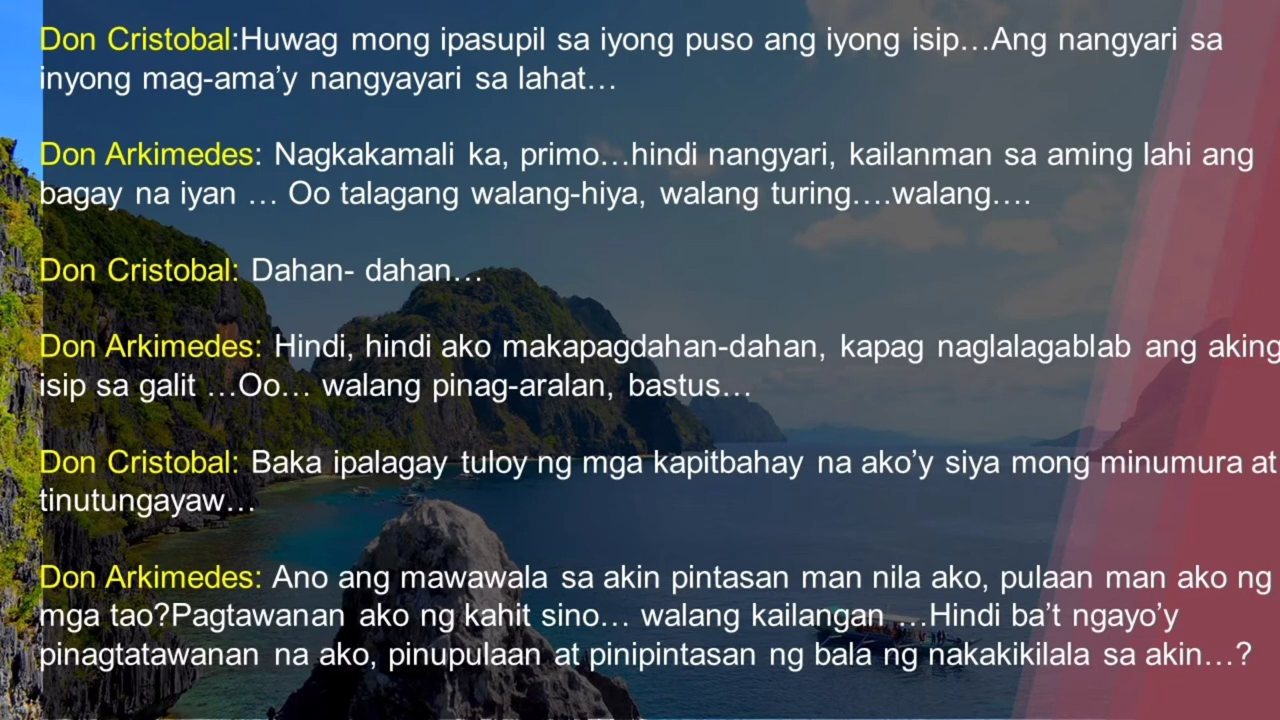 Don Cristobal:Huwag mong ipasupil sa iyong puso ang iyong isip…Ang nangyari sa
inyong mag-ama’y nangyayari sa lahat…
Don Arkimedes: Nagkakamali ka, primo…hindi nangyari, kailanman sa aming lahi ang
bagay na iyan … Oo talagang walang-hiya, walang turing….walang….
Don Cristobal: Dahan- dahan…
Don Arkimedes: Hindi, hindi ako makapagdahan-dahan, kapag naglalagablab ang aking
isip sa galit …Oo… walang pinag-aralan, bastus…
Don Cristobal: Baka ipalagay tuloy ng mga kapitbahay na ako’y siya mong minumura at
tinutungayaw…
Don Arkimedes: Ano ang mawawala sa akin pintasan man nila ako, pulaan man ako ng
mga tao?Pagtawanan ako ng kahit sino… walang kailangan …Hindi ba’t ngayo’y
pinagtatawanan na ako, pinupulaan at pinipintasan ng bala ng nakakikilala sa akin…?